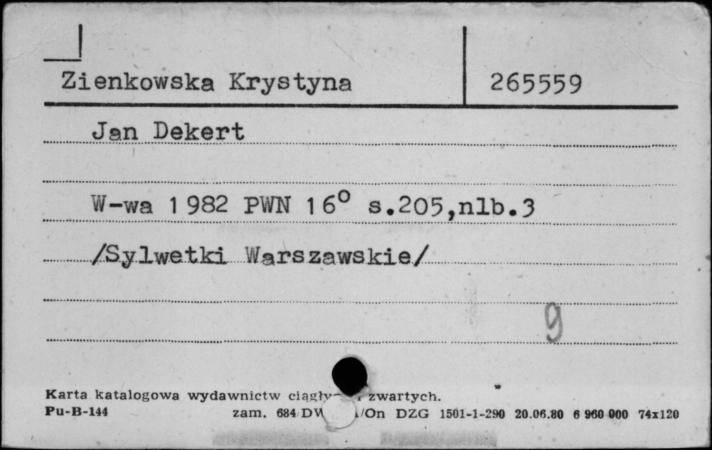 Zienkowska Krystyna 265559
Jan Dekert
W-wa 1982 PWN 16° s.205,nlb.3
/Sylwetki Warszawskie/
9
Karta katalogowa wydawnictw zwartych.
Pu-B-144 zam. 684 /On DZG 1501-1-290 20.06.80 6 960 000 74x120